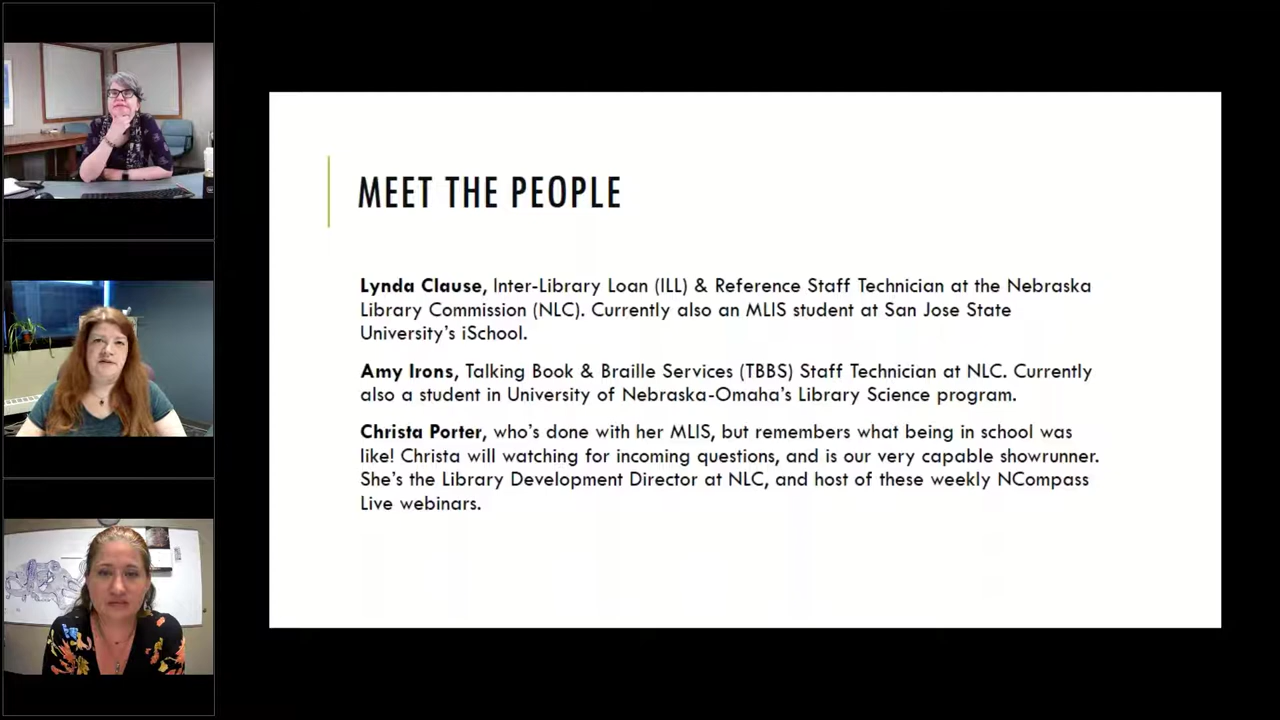 MEET THE PEOPLE
Lynda Clause, Inter-Library Loan (ILL) & Reference Staff Technician at the Nebraska
Library Commission (NLC). Currently also an MLIS student at San Jose State
University's iSchool.
Amy Irons, Talking Book & Braille Services (TBBS) Staff Technician at NLC. Currently
also a student in University of Nebraska-Omaha's Library Science program.
Christa Porter, who's done with her MLIS, but remembers what being in school was
like! Christa will watching for incoming questions, and is our very capable showrunner.
She's the Library Development Director at NLC, and host of these weekly NCompass
Live webinars.